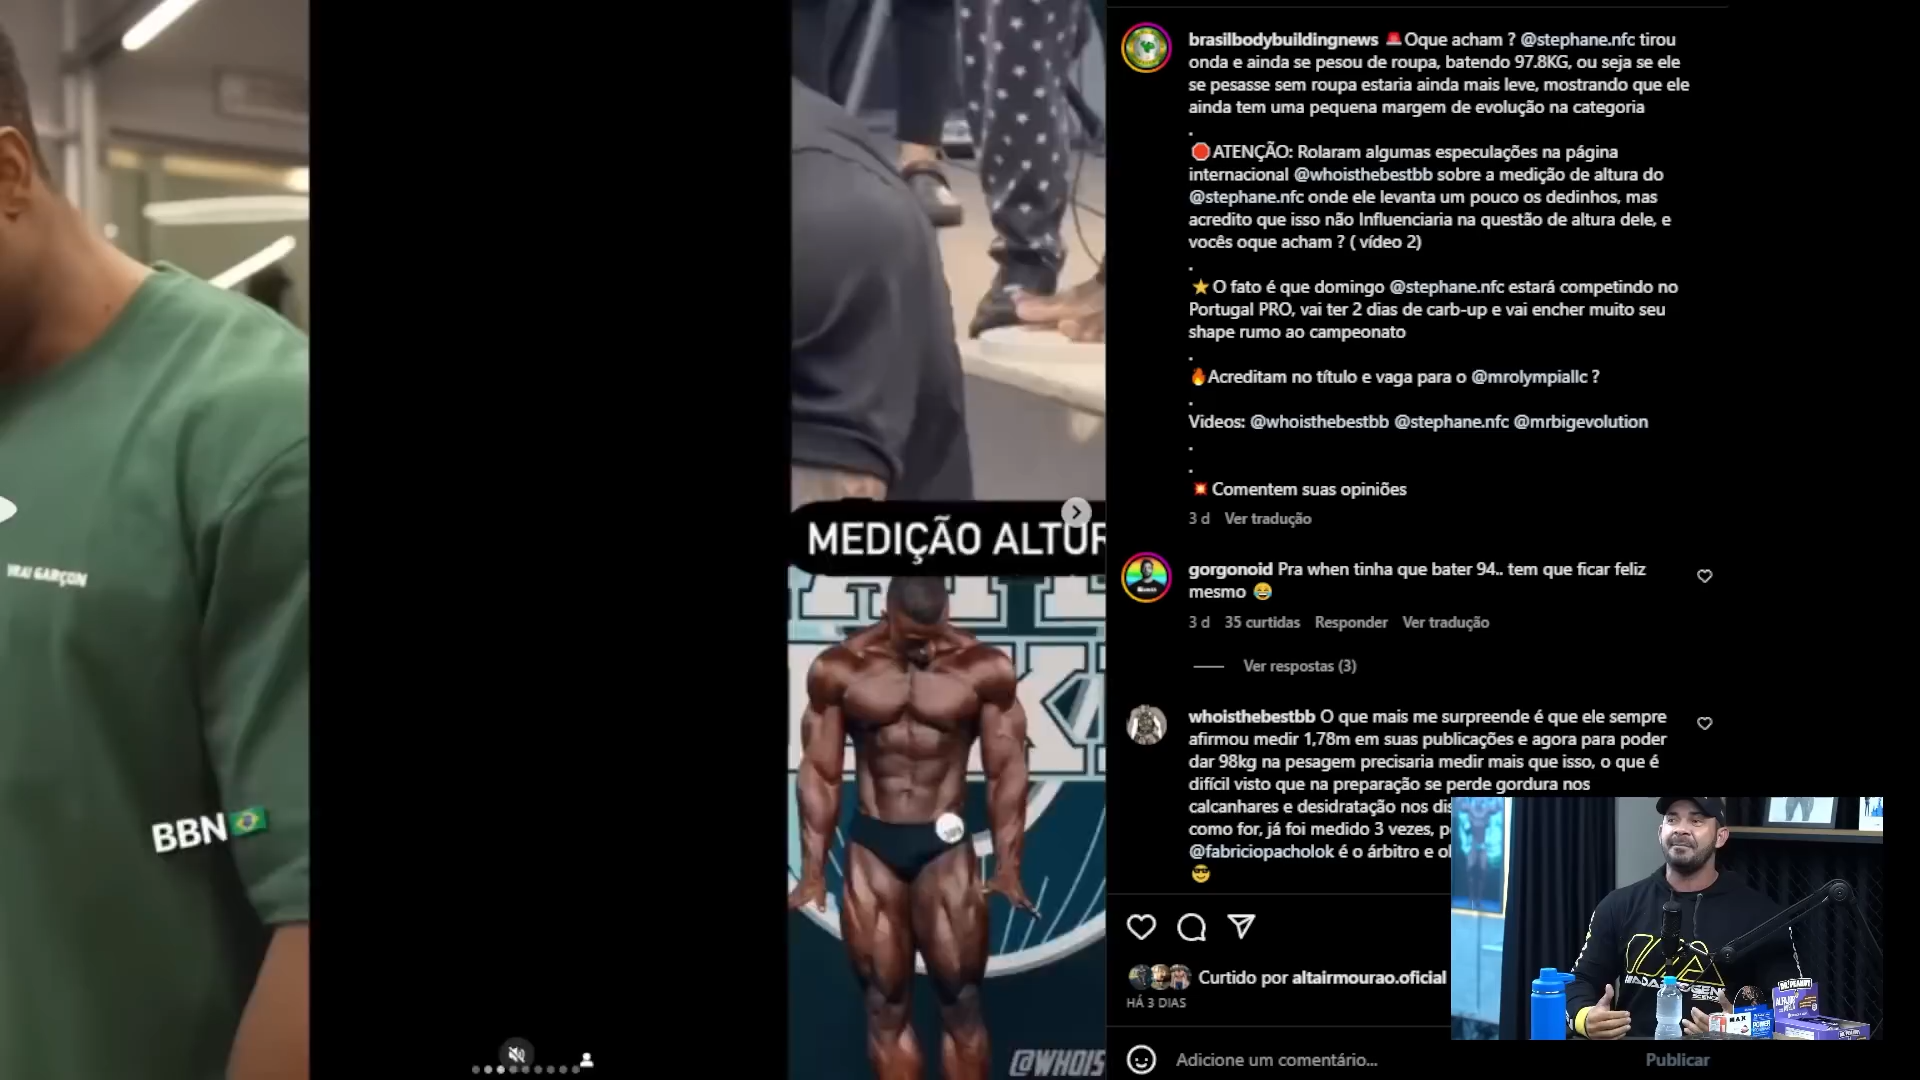 VRAI GARÇON
BBN
MEDIÇÃO ALTUR
@WHOIS
brasilbodybuildingnews 🚨Oque acham ? @stephane.nfc tirou
onda e ainda se pesou de roupa, batendo 97.8KG, ou seja se ele
se pesasse sem roupa estaria ainda mais leve, mostrando que ele
ainda tem uma pequena margem de evolução na categoria
.
🛑ATENÇÃO: Rolaram algumas especulações na página
internacional @whoisthebestbb sobre a medição de altura do
@stephane.nfc onde ele levanta um pouco os dedinhos, mas
acredito que isso não Influenciaria na questão de altura dele, e
vocês oque acham ? ( vídeo 2)
.
⭐O fato é que domingo @stephane.nfc estará competindo no
Portugal PRO, vai ter 2 dias de carb-up e vai encher muito seu
shape rumo ao campeonato
.
🔥Acreditam no título e vaga para o @mrolympiallc ?
.
Videos: @whoisthebestbb @stephane.nfc @mrbigevolution
.
.
💥Comentem suas opiniões
3 d Ver tradução
gorgonoid Pra when tinha que bater 94.. tem que ficar feliz
mesmo 😂
3 d 35 curtidas Responder Ver tradução
Ver respostas (3)
whoisthebestbb O que mais me surpreende é que ele sempre
afirmou medir 1,78m em suas publicações e agora para poder
dar 98kg na pesagem precisaria medir mais que isso, o que é
difícil visto que na preparação se perde gordura nos
calcanhares e desidratação nos dis
como for, já foi medido 3 vezes, p
@fabriciopacholok é o árbitro e ol
😎
Curtido por altairmourao.oficial
HÁ 3 DIAS
Adicione um comentário...
Publicar
MAX
POWER
DR. PEANUT